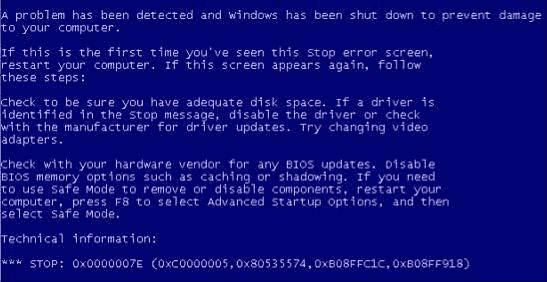 A problem has been detected and Windows has been shut down to prevent damage
to your computer.
If this is the first time you've seen this Stop error screen,
restart your computer. If this screen appears again, follow
these steps:
Check to be sure you have adequate disk space. If a driver is
identified in the Stop message, disable the driver or check
with the manufacturer for driver updates. Try changing video
adapters.
Check with your hardware vendor for any BIOS updates. Disable
BIOS memory options such as caching or shadowing. If you need
to use Safe Mode to remove or disable components, restart your
computer, press F8 to select Advanced Startup Options, and then
select Safe Mode.
Technical information:
*** STOP: 0x0000007E (0xC0000005,0x80535574,0xB08FFC1C,0xB08FF918)